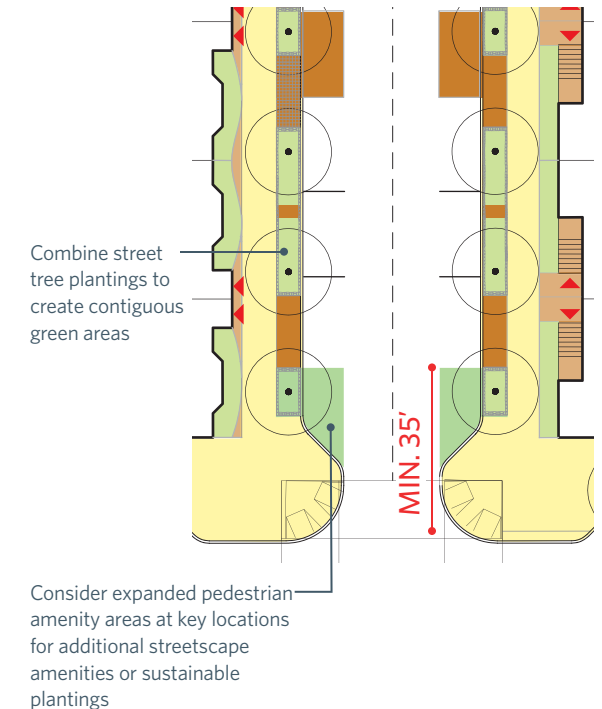 Combine street
tree plantings to
create contiguous
green areas
MIN. 35’
Consider expanded pedestrian
amenity areas at key locations
for additional streetscape
amenities or sustainable
plantings